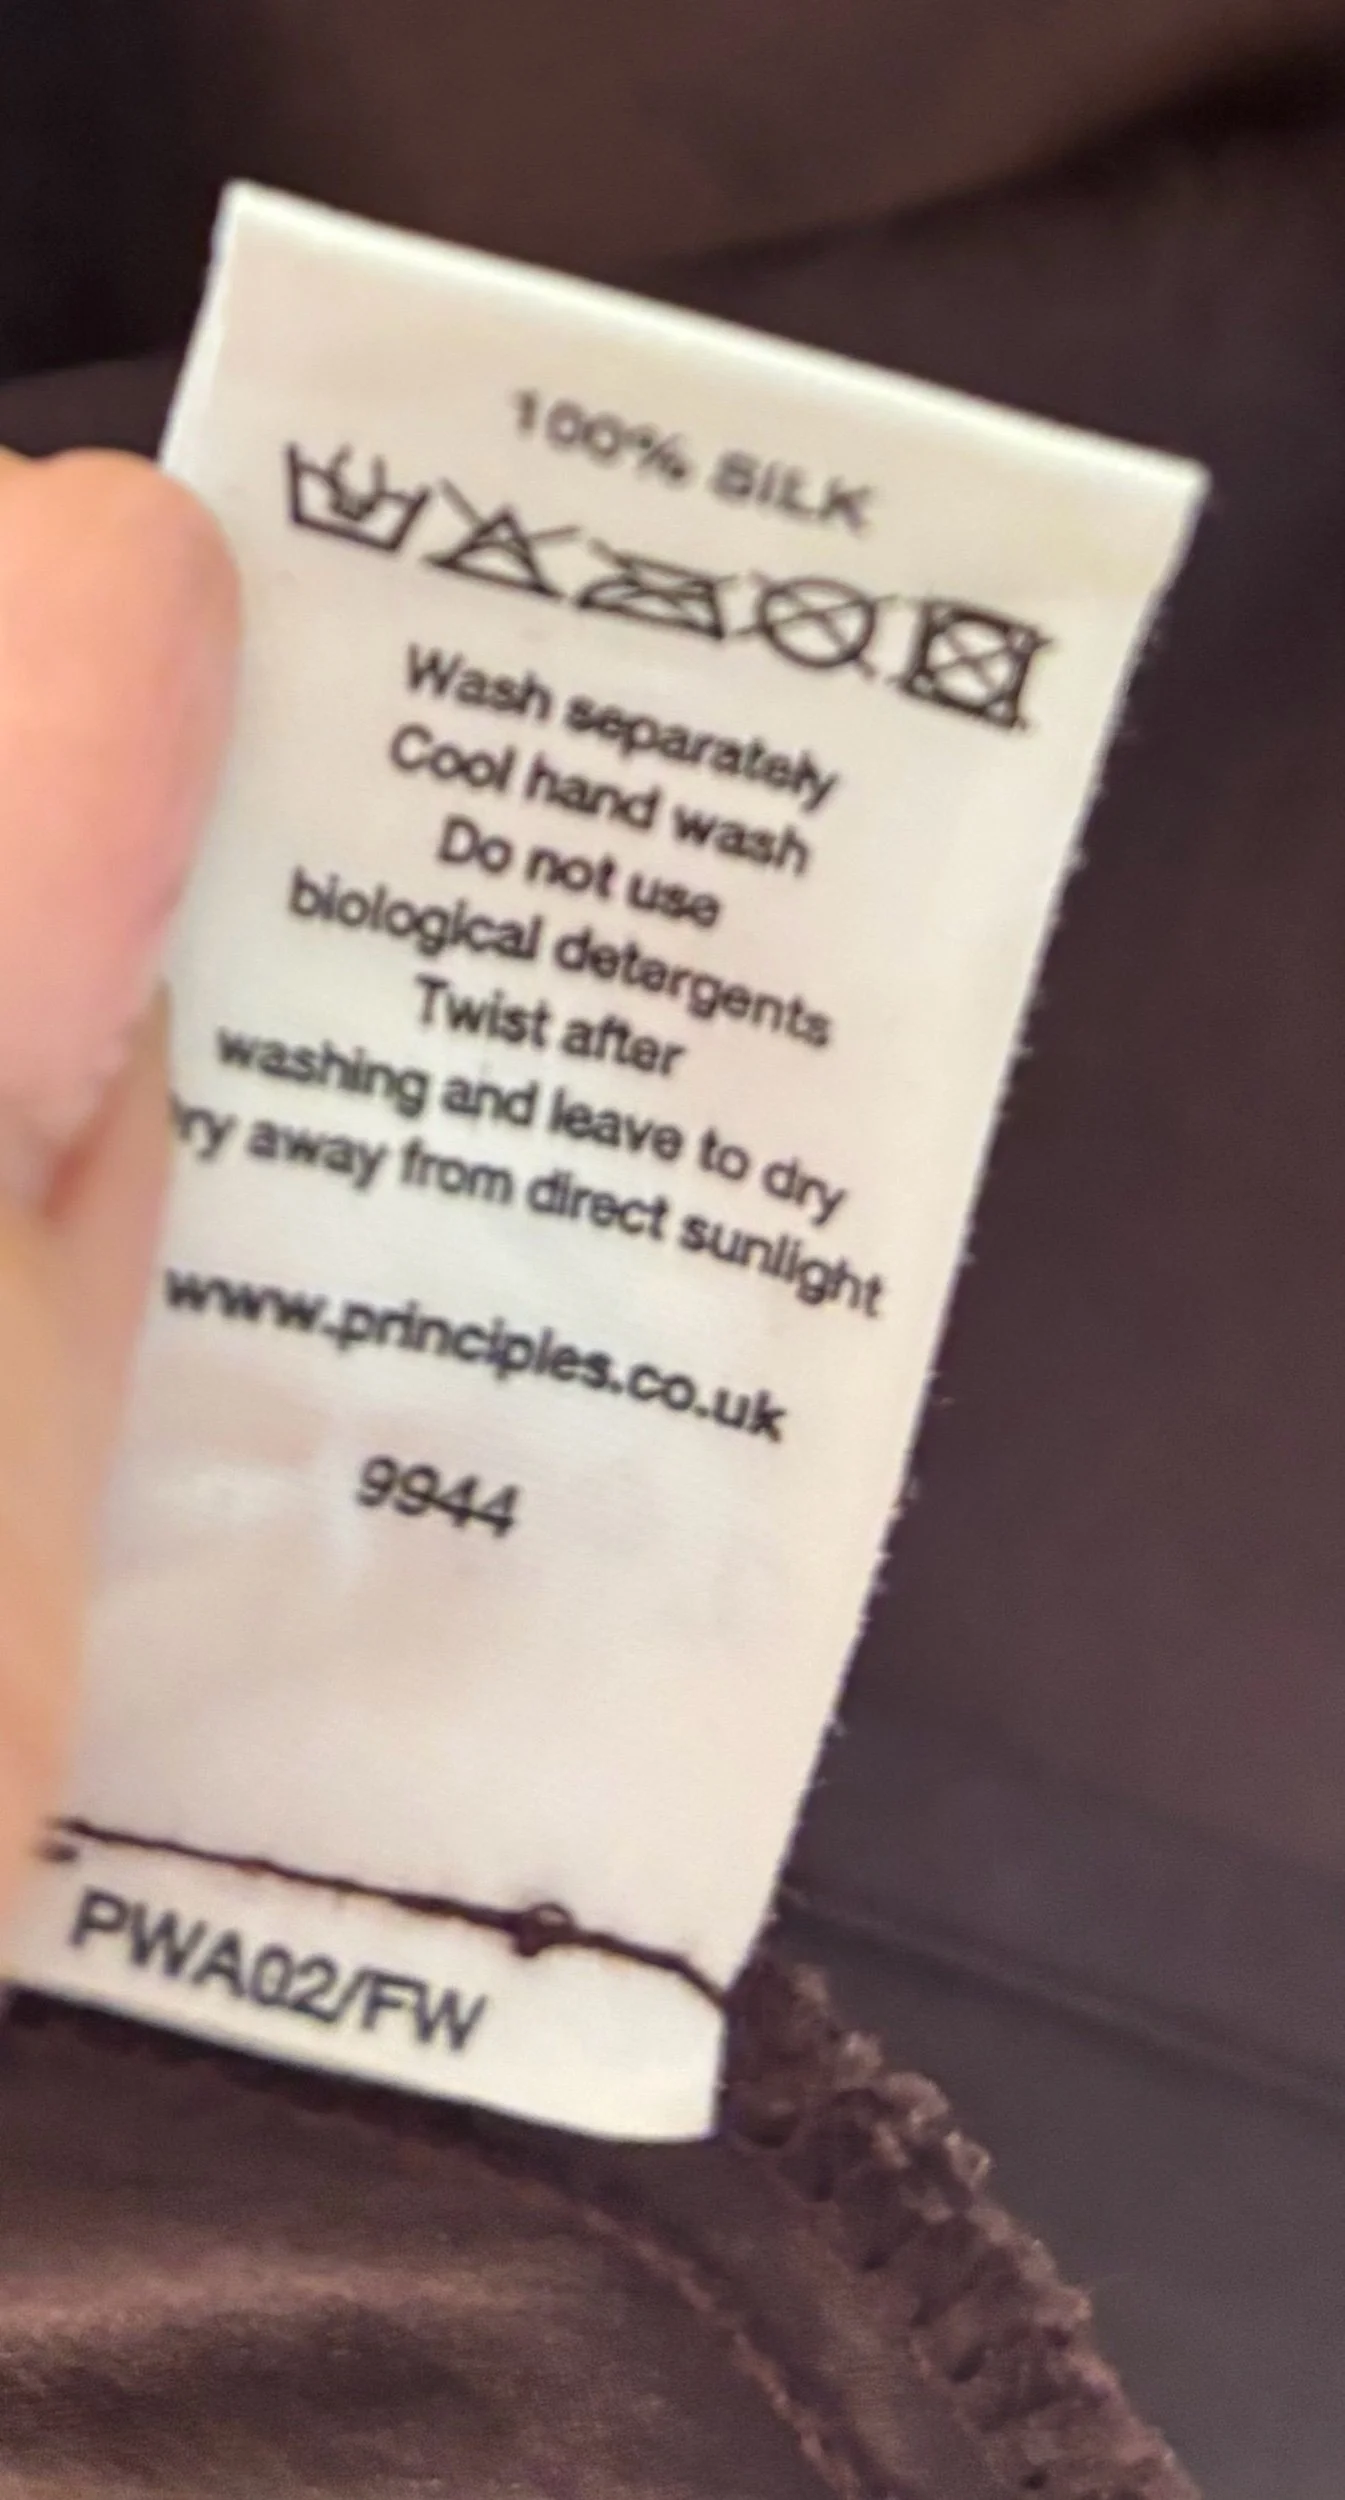 100% SILK
Wash separately
Cool hand wash
Do not use
biological detergents
Twist after
washing and leave to dry
away from direct sunlight
www.principles.co.uk
9944
PWA02/FW